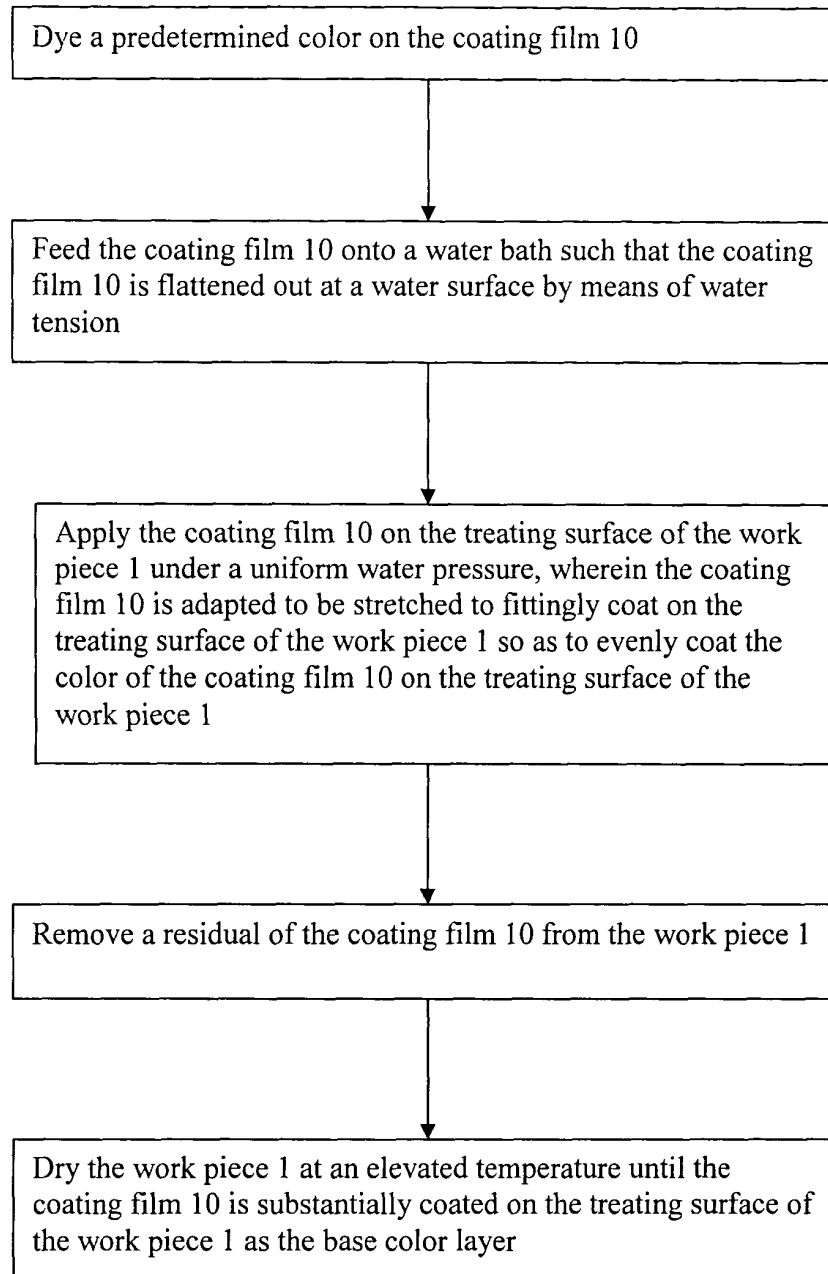 Dye a predetermined color on the coating film 10
Feed the coating film 10 onto a water bath such that the coating
film 10 is flattened out at a water surface by means of water
tension
Apply the coating film 10 on the treating surface of the work
piece 1 under a uniform water pressure, wherein the coating
film 10 is adapted to be stretched to fittingly coat on the
treating surface of the work piece 1 so as to evenly coat the
color of the coating film 10 on the treating surface of the
work piece 1
Remove a residual of the coating film 10 from the work piece 1
Dry the work piece 1 at an elevated temperature until the
coating film 10 is substantially coated on the treating surface of
the work piece 1 as the base color layer